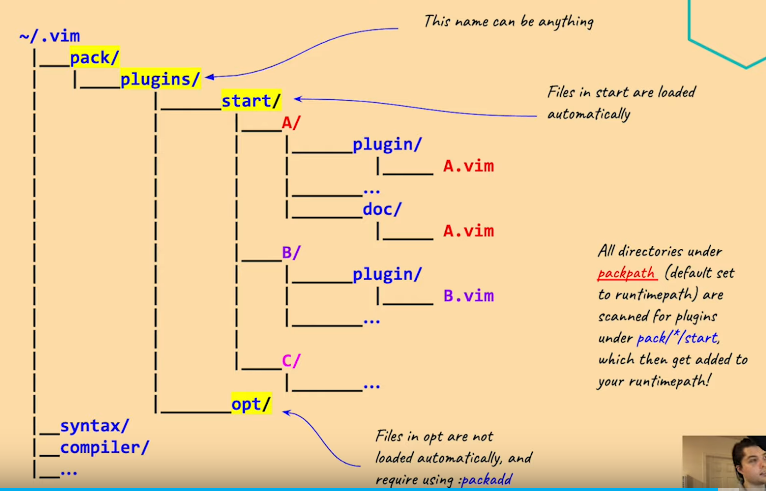 ~/.vim
This name can be anything
|___pack/
|____plugins/
|______start/
Files in start are loaded
automatically
|____A/
|______plugin/
|_____ A.vim
|_______...
|_______doc/
|_____ A.vim
|____B/
|______plugin/
|_____ B.vim
|_______...
|____C/
|_______...
|_______opt/
All directories under
packpath (default set
to runtimepath) are
scanned for plugins
under pack/*/start,
which then get added to
your runtimepath!
|__syntax/
|__compiler/
|__...
Files in opt are not
loaded automatically, and
require using :packadd